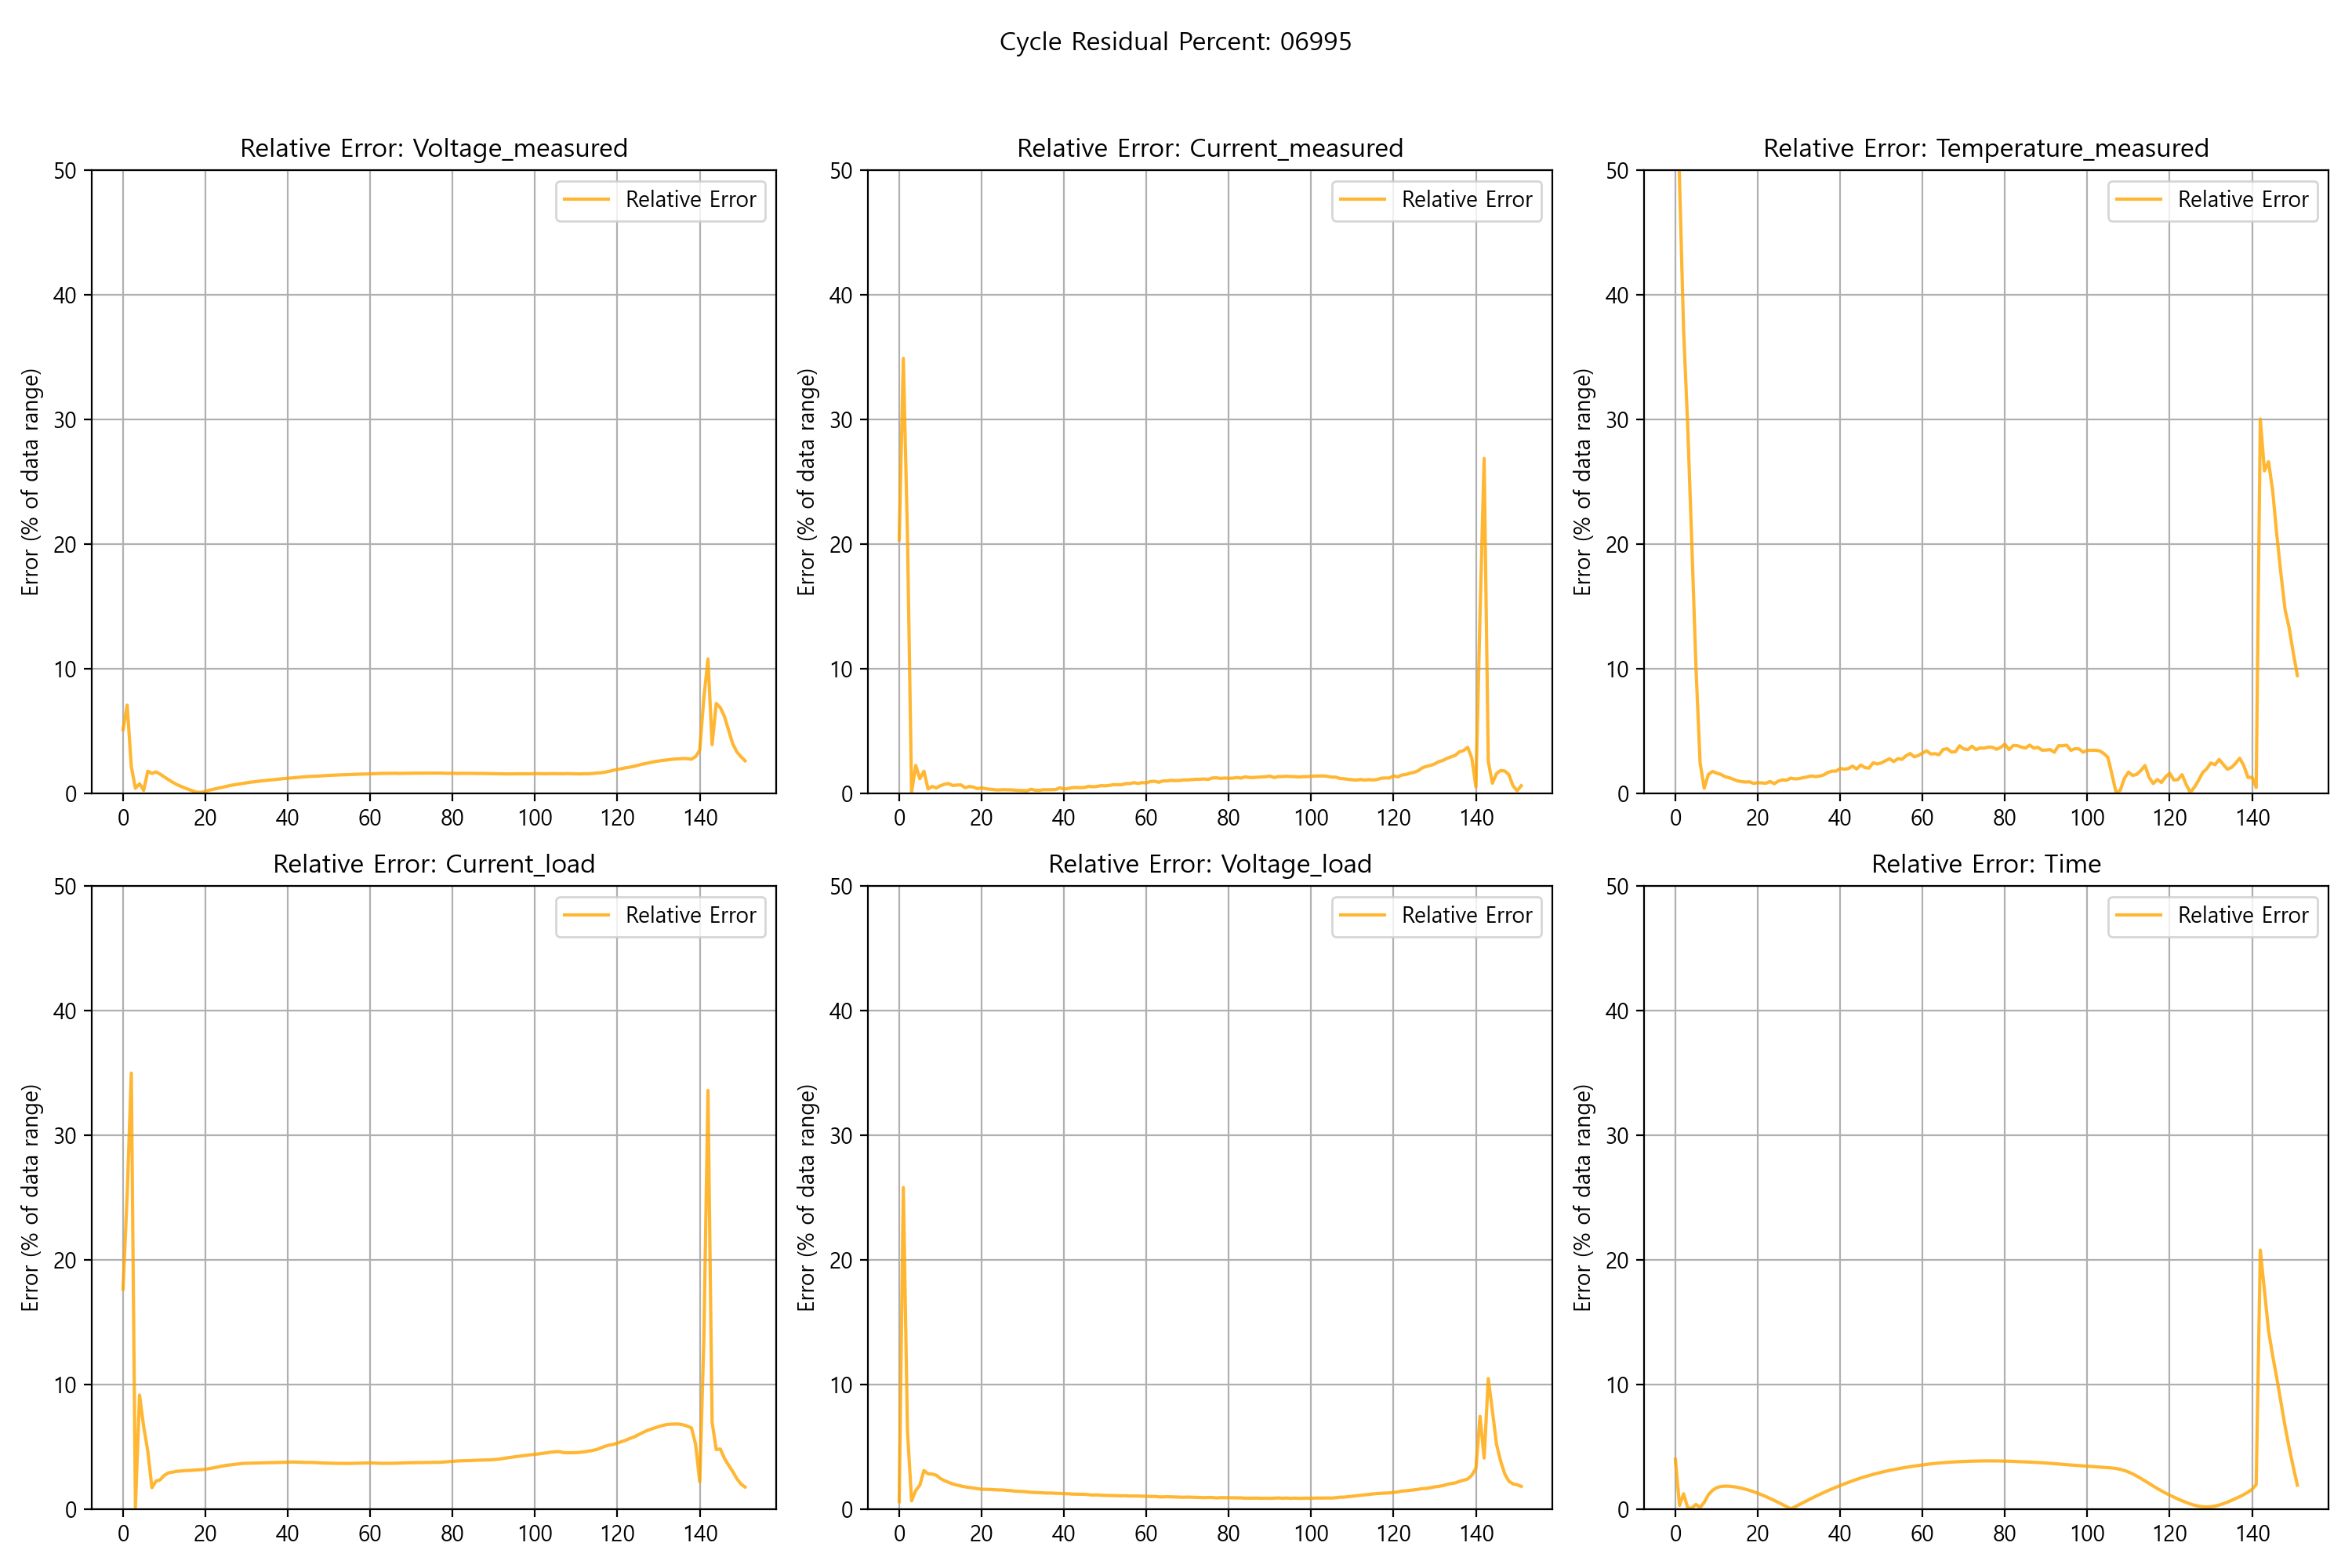 Cycle Residual Percent: 06995
Relative Error: Voltage_measured
Relative Error
Error (% of data range)
50
40
30
20
10
0
0 20 40 60 80 100 120 140
Relative Error: Current_measured
Relative Error
Error (% of data range)
50
40
30
20
10
0
0 20 40 60 80 100 120 140
Relative Error: Temperature_measured
Relative Error
Error (% of data range)
50
40
30
20
10
0
0 20 40 60 80 100 120 140
Relative Error: Current_load
Relative Error
Error (% of data range)
50
40
30
20
10
0
0 20 40 60 80 100 120 140
Relative Error: Voltage_load
Relative Error
Error (% of data range)
50
40
30
20
10
0
0 20 40 60 80 100 120 140
Relative Error: Time
Relative Error
Error (% of data range)
50
40
30
20
10
0
0 20 40 60 80 100 120 140